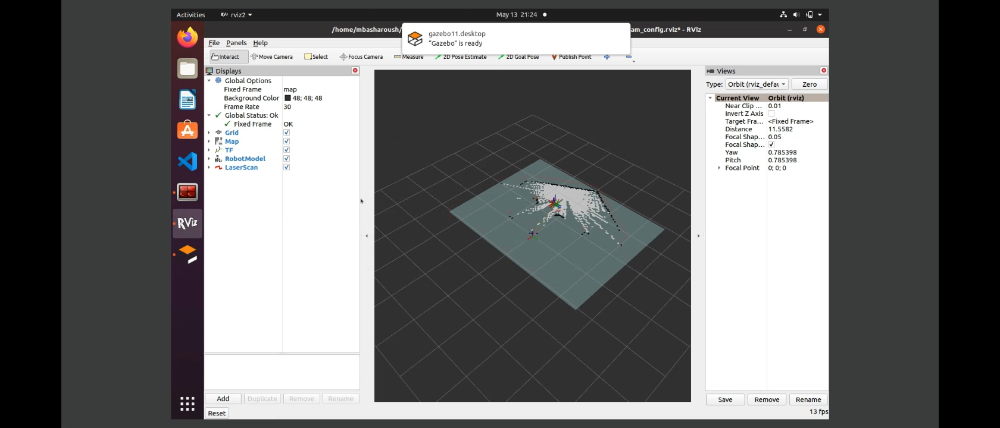 Activities
RViz rviz2
May 13 21:24
/home/mbasharoush/
am_config.rviz* - RViz
gazebo11.desktop
"Gazebo" is ready
File Panels Help
Interact Move Camera Select Focus Camera Measure 2D Pose Estimate 2D Goal Pose Publish Point
Displays
Global Options
Fixed Frame map
Background Color 48; 48; 48
Frame Rate 30
Global Status: Ok
Fixed Frame OK
Grid
Map
TF
RobotModel
LaserScan
Add Duplicate Remove Rename
Reset
RViz
Views
Type: Orbit (rviz_defau Zero
Current View Orbit (rviz)
Near Clip ... 0.01
Invert Z Axis
Target Fra... <Fixed Frame>
Distance 11.5582
Focal Shap... 0.05
Focal Shap...
Yaw 0.785398
Pitch 0.785398
Focal Point 0; 0; 0
Save Remove Rename
13 fps